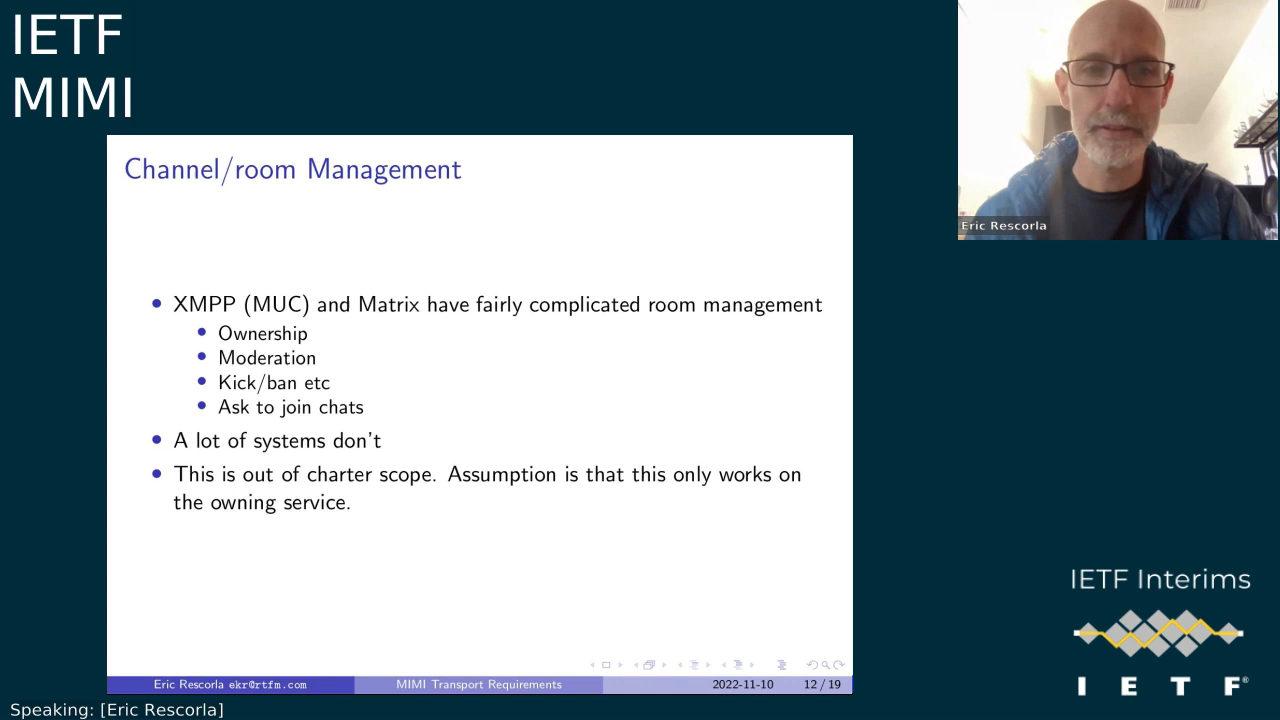 IETF
MIMI
Eric Rescorla
Channel/room Management
• XMPP (MUC) and Matrix have fairly complicated room management
• Ownership
• Moderation
• Kick/ban etc
• Ask to join chats
• A lot of systems don't
• This is out of charter scope. Assumption is that this only works on
the owning service.
Eric Rescorla ekr@rtfm.com MIMI Transport Requirements 2022-11-10 12 / 19
IETF Interims
I E T F®
Speaking: [Eric Rescorla]